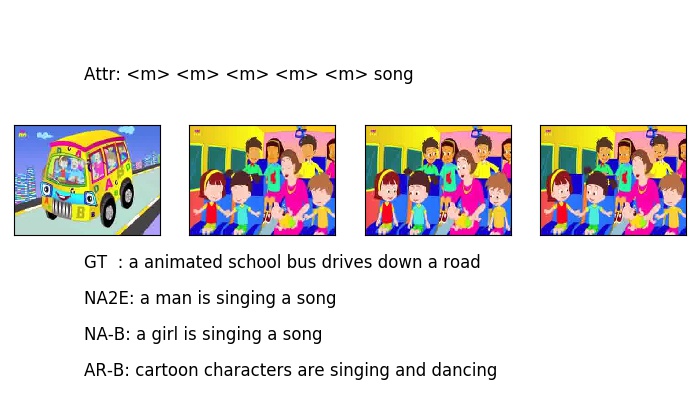 Attr: <m> <m> <m> <m> <m> song
GT  : a animated school bus drives down a road
NA2E: a man is singing a song
NA-B: a girl is singing a song
AR-B: cartoon characters are singing and dancing